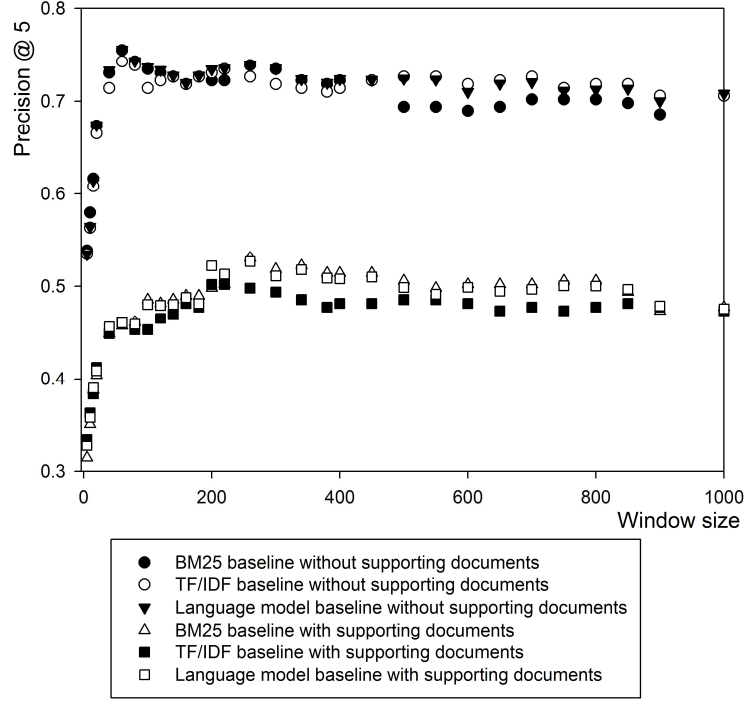 Precision @ 5
0.8
0.7
0.6
0.5
0.4
0.3
0
200
400
600
800
1000
Window size
BM25 baseline without supporting documents
TF/IDF baseline without supporting documents
Language model baseline without supporting documents
BM25 baseline with supporting documents
TF/IDF baseline with supporting documents
Language model baseline with supporting documents